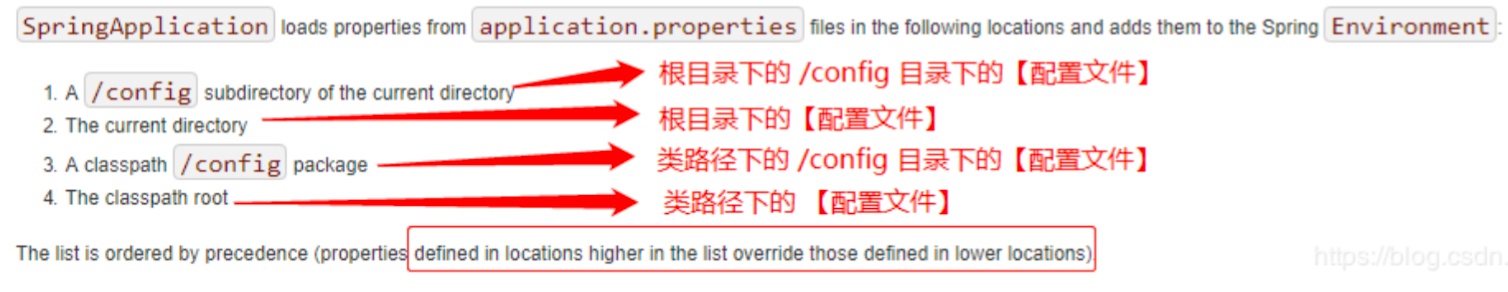 SpringApplication loads properties from application.properties files in the following locations and adds them to the Spring Environment:
1. A /config subdirectory of the current directory 根目录下的 /config 目录下的【配置文件】
2. The current directory 根目录下的【配置文件】
3. A classpath /config package 类路径下的 /config 目录下的【配置文件】
4. The classpath root 类路径下的 【配置文件】
The list is ordered by precedence (properties defined in locations higher in the list override those defined in lower locations).
https://blog.csdn.